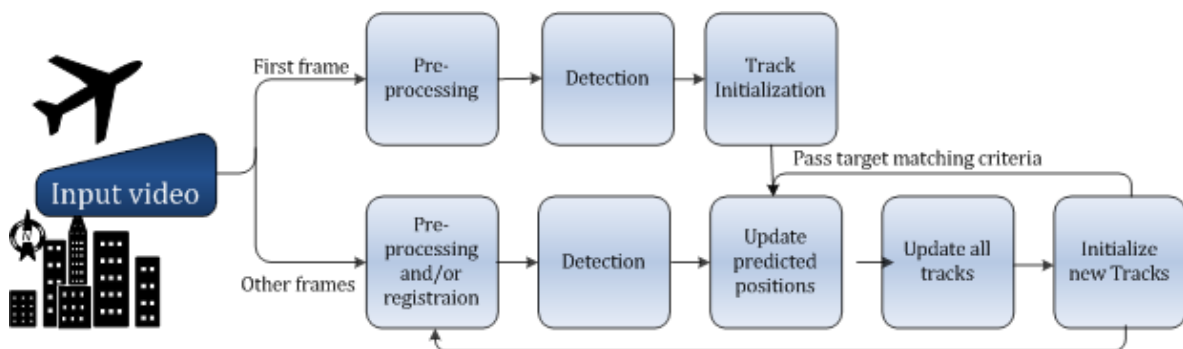 First frame
Pre-
processing
Detection
Track
Initialization
Input video
Pass target matching criteria
N
Other frames
Pre-
processing
and/or
registraion
Detection
Update
predicted
positions
Update all
tracks
Initialize
new Tracks